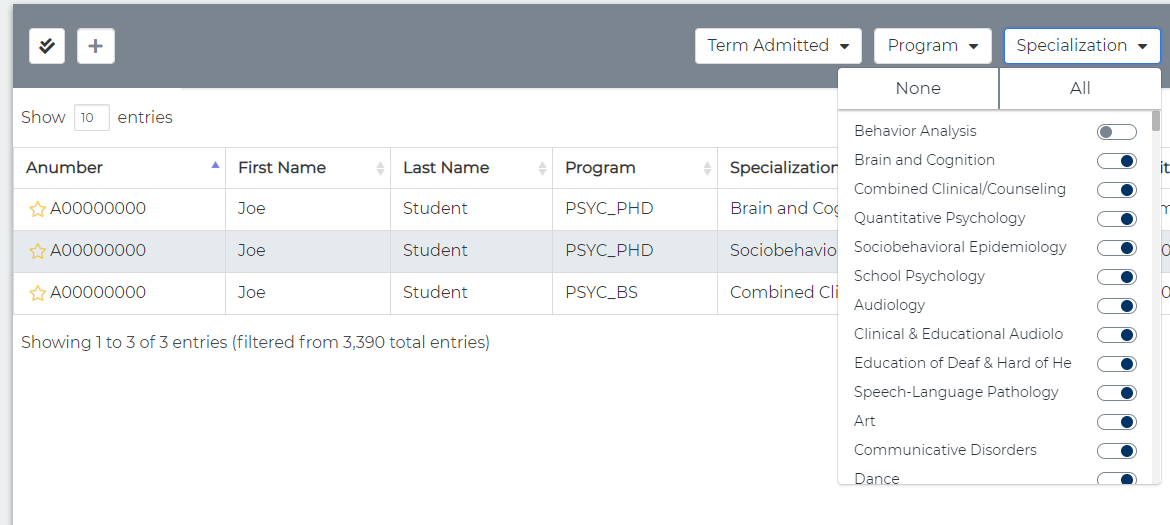 Term Admitted Program Specialization
None All
Show 10 entries
Anumber First Name Last Name Program Specialization
A00000000 Joe Student PSYC_PHD Brain and Cog
A00000000 Joe Student PSYC_PHD Sociobehavio
A00000000 Joe Student PSYC_BS Combined Cli
Showing 1 to 3 of 3 entries (filtered from 3,390 total entries)
Behavior Analysis
Brain and Cognition
Combined Clinical/Counseling
Quantitative Psychology
Sociobehavioral Epidemiology
School Psychology
Audiology
Clinical & Educational Audiolo
Education of Deaf & Hard of He
Speech-Language Pathology
Art
Communicative Disorders
Dance